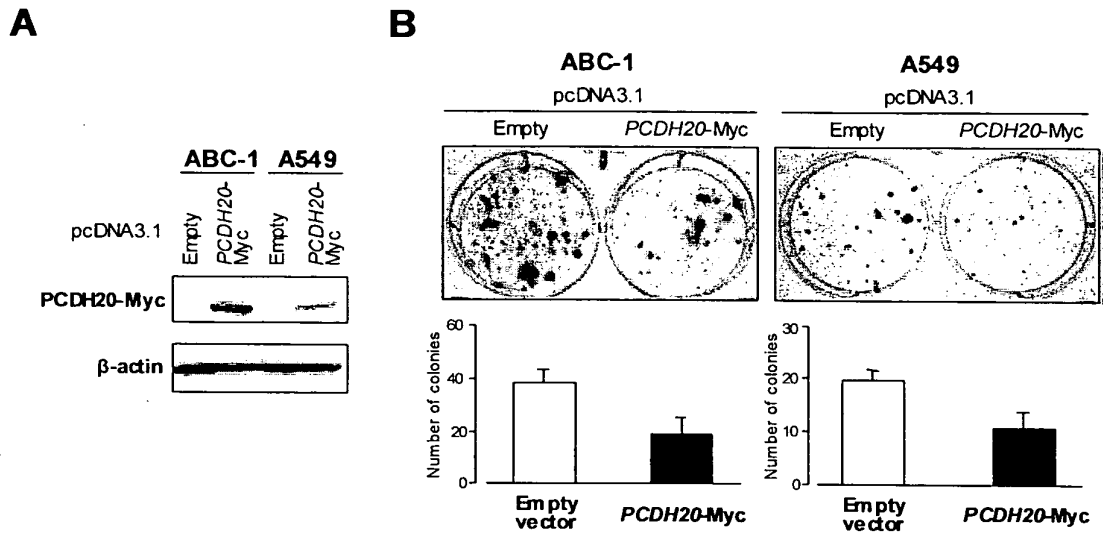 A
ABC-1 A549
pcDNA3.1
Empty
PCDH20-
Myc
Empty
PCDH20-
Myc
PCDH20-Myc
β-actin
B
ABC-1
pcDNA3.1
Empty PCDH20-Myc
A549
pcDNA3.1
Empty PCDH20-Myc
Number of colonies
60
40
20
0
Empty
vector
PCDH20-Myc
Number of colonies
30
20
10
0
Empty
vector
PCDH20-Myc